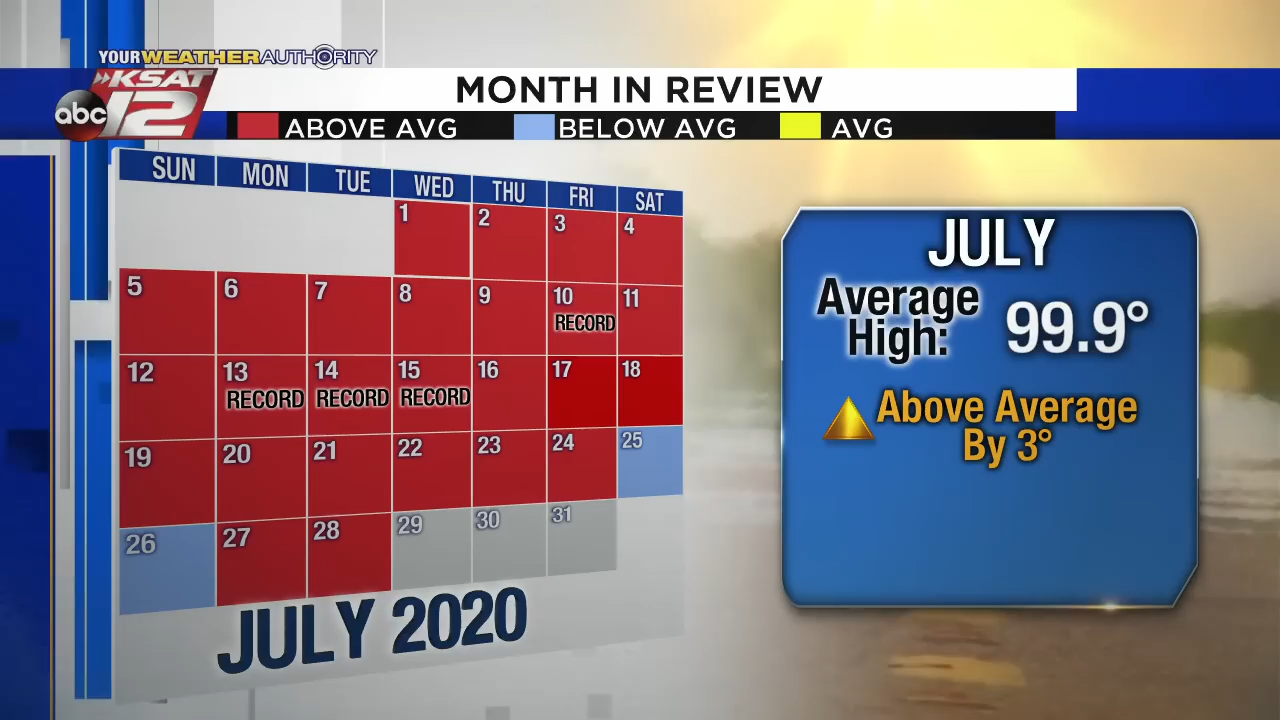 YOUR WEATHER AUTHORITY
KSAT
abc 12
MONTH IN REVIEW
ABOVE AVG BELOW AVG AVG
SUN MON TUE WED THU FRI SAT
1 2 3 4
5 6 7 8 9 10 11
RECORD
12 13 14 15 16 17 18
RECORD RECORD RECORD
19 20 21 22 23 24 25
26 27 28 29 30 31
JULY 2020
JULY
Average
High: 99.9°
Above Average
By 3°